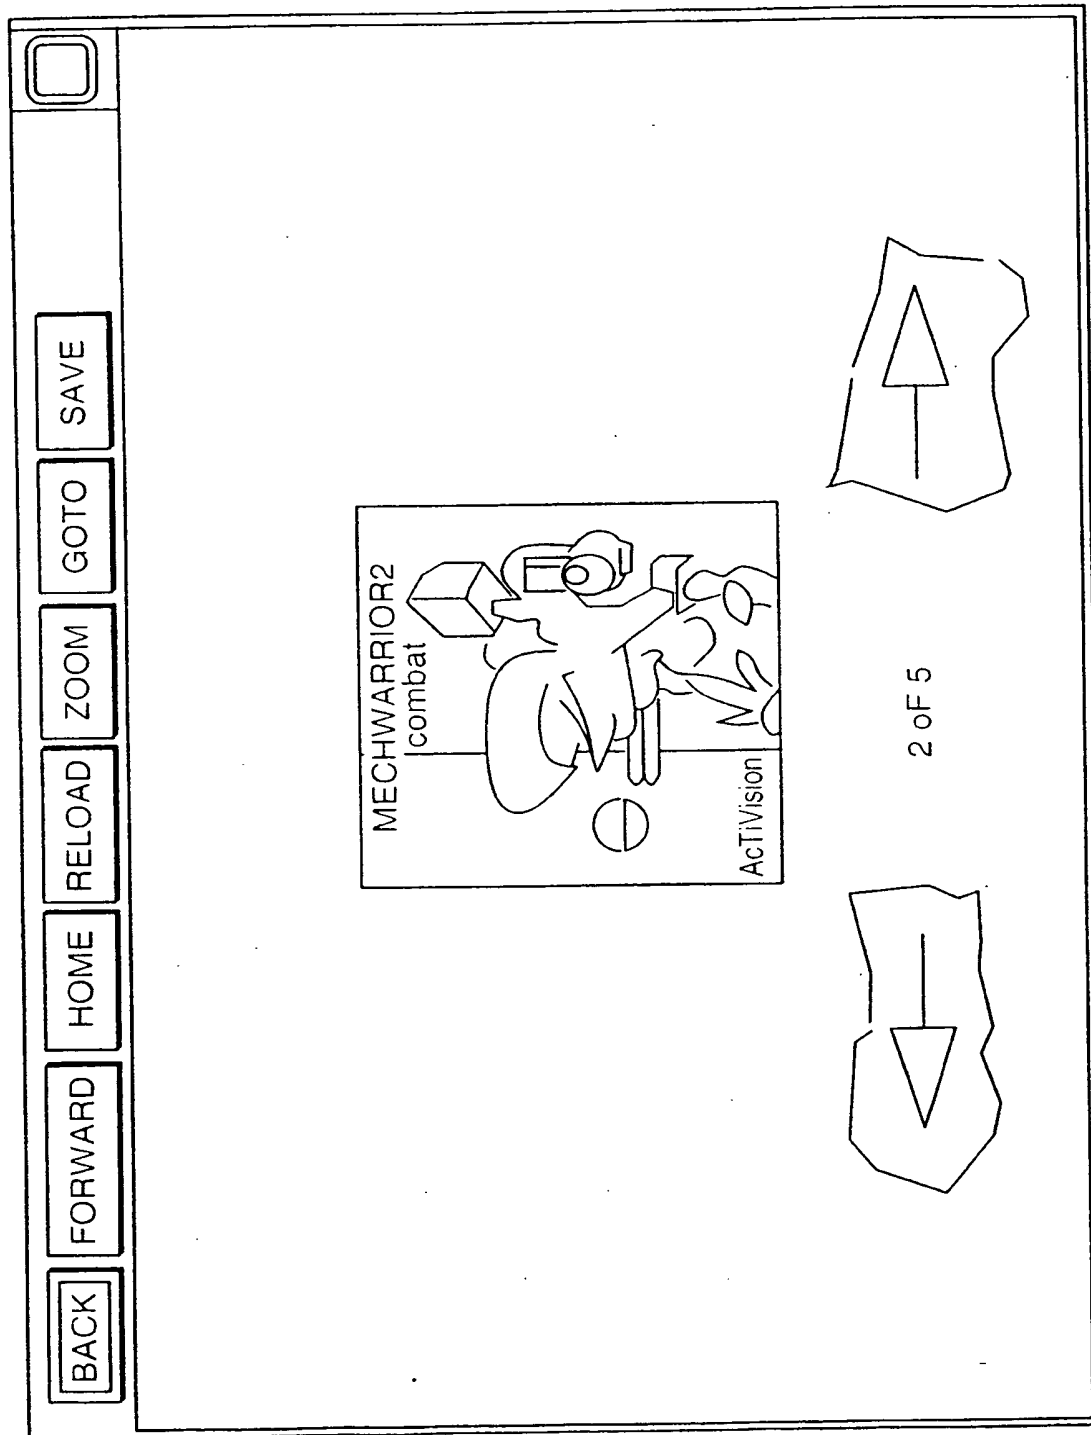 BACK FORWARD HOME RELOAD ZOOM GOTO SAVE
MECHWARRIOR2
combat
AcTiVision
2 oF 5